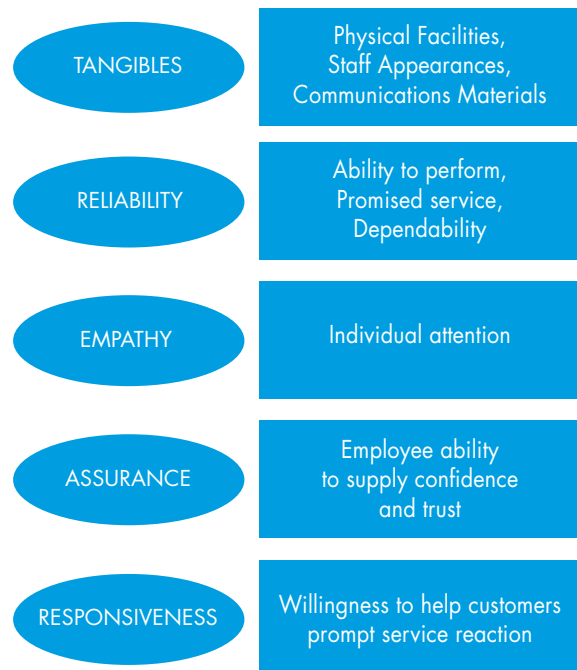 TANGIBLES
Physical Facilities,
Staff Appearances,
Communications Materials
RELIABILITY
Ability to perform,
Promised service,
Dependability
EMPATHY
Individual attention
ASSURANCE
Employee ability
to supply confidence
and trust
RESPONSIVENESS
Willingness to help customers
prompt service reaction